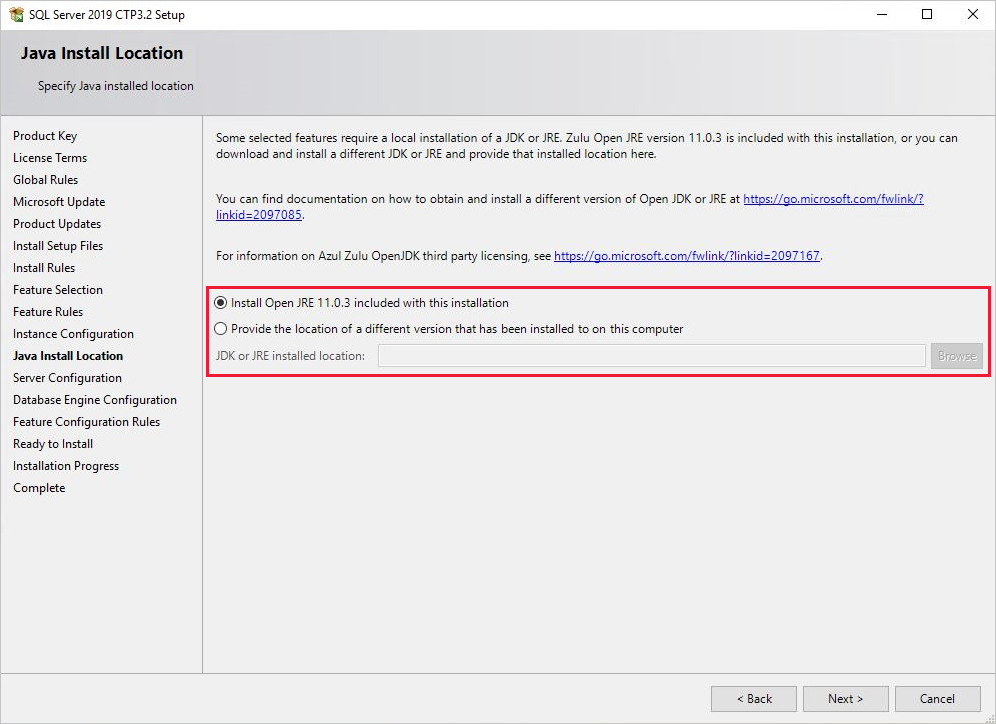 SQL Server 2019 CTP3.2 Setup
Java Install Location
Specify Java installed location
Product Key
License Terms
Global Rules
Microsoft Update
Product Updates
Install Setup Files
Install Rules
Feature Selection
Feature Rules
Instance Configuration
Java Install Location
Server Configuration
Database Engine Configuration
Feature Configuration Rules
Ready to Install
Installation Progress
Complete
Some selected features require a local installation of a JDK or JRE. Zulu Open JRE version 11.0.3 is included with this installation, or you can
download and install a different JDK or JRE and provide that installed location here.
You can find documentation on how to obtain and install a different version of Open JDK or JRE at https://go.microsoft.com/fwlink/?
linkid=2097085.
For information on Azul Zulu OpenJDK third party licensing, see https://go.microsoft.com/fwlink/?linkid=2097167.
Install Open JRE 11.0.3 included with this installation
Provide the location of a different version that has been installed to on this computer
JDK or JRE installed location:
Browse
< Back
Next >
Cancel